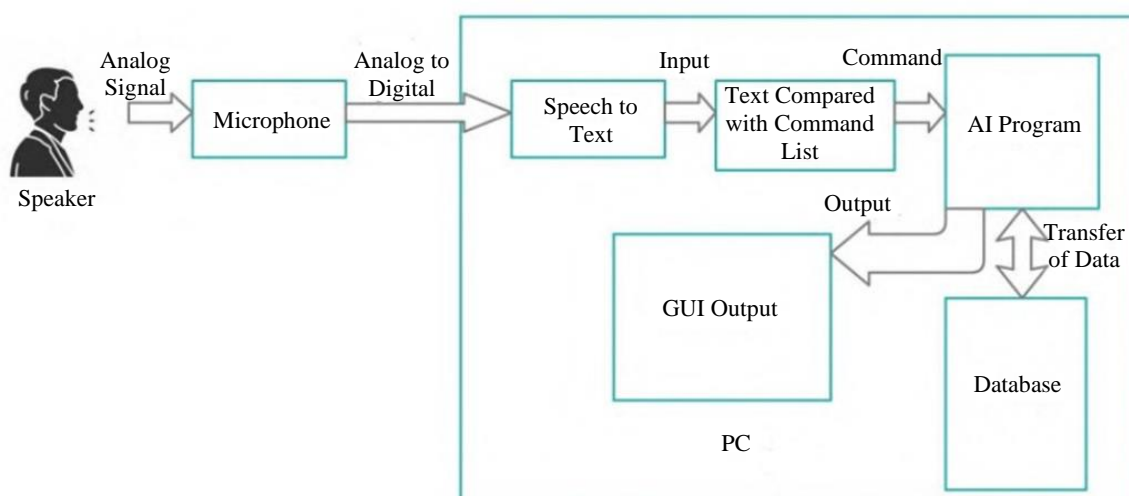 Analog
Signal
Analog to
Digital
Input
Command
Microphone
Speech to
Text
Text Compared
with Command
List
AI Program
Speaker
Output
Transfer
of Data
GUI Output
Database
PC